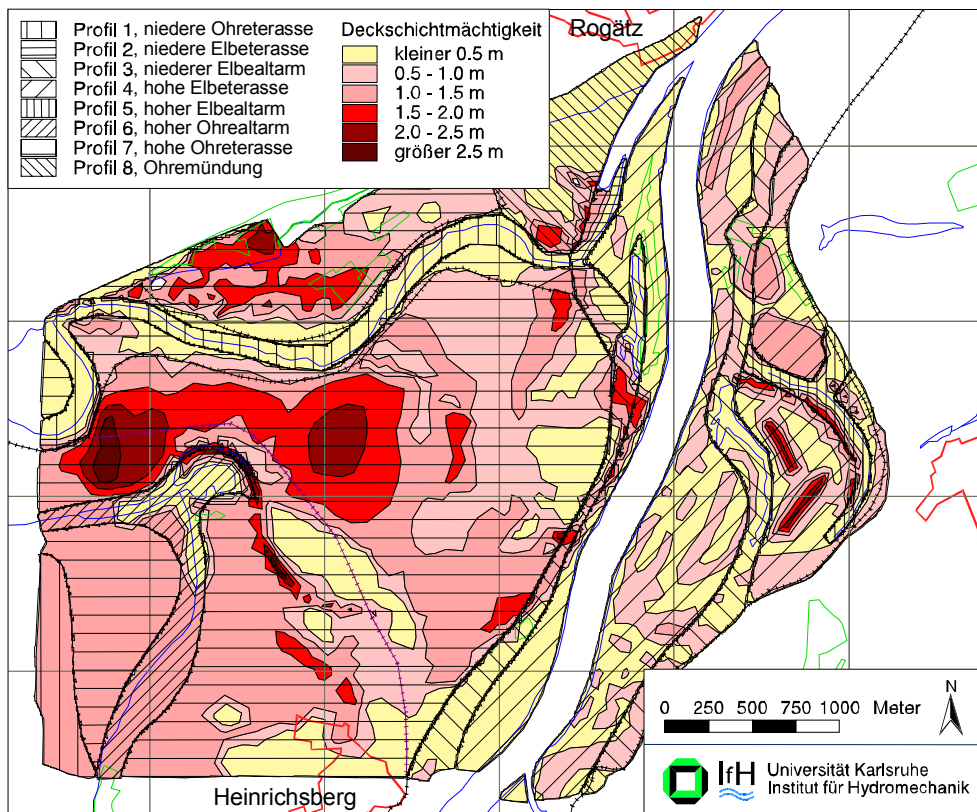 Profil 1, niedere Ohreterasse
Profil 2, niedere Elbeterasse
Profil 3, niederer Elbealtarm
Profil 4, hohe Elbeterasse
Profil 5, hoher Elbealtarm
Profil 6, hoher Ohrealtarm
Profil 7, hohe Ohreterasse
Profil 8, Ohremündung
Deckschichtmächtigkeit
kleiner 0.5 m
0.5 - 1.0 m
1.0 - 1.5 m
1.5 - 2.0 m
2.0 - 2.5 m
größer 2.5 m
Rogätz
Heinrichsberg
N
0 250 500 750 1000 Meter
IfH Universität Karlsruhe
Institut für Hydromechanik